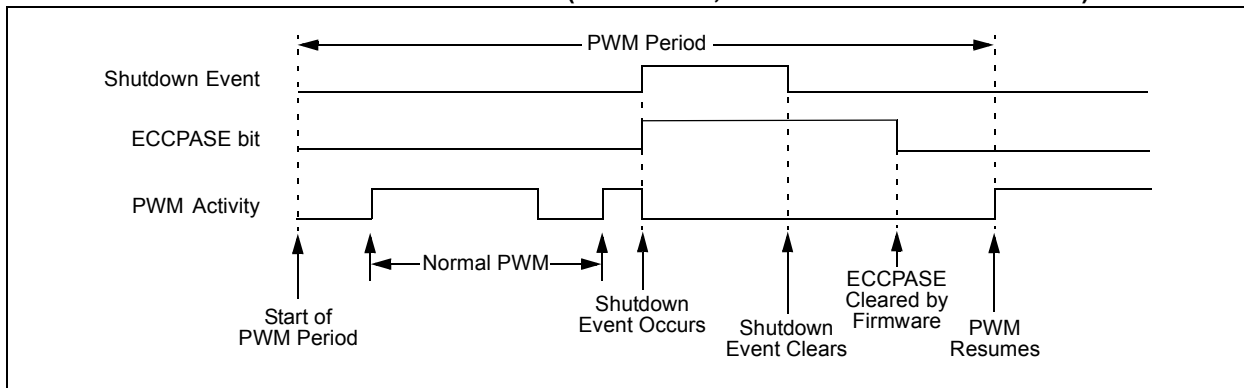 PWM Period
Shutdown Event
ECCPASE bit
PWM Activity
Normal PWM
Start of
PWM Period
Shutdown
Event Occurs
Shutdown
Event Clears
ECCPASE
Cleared by
Firmware
PWM
Resumes